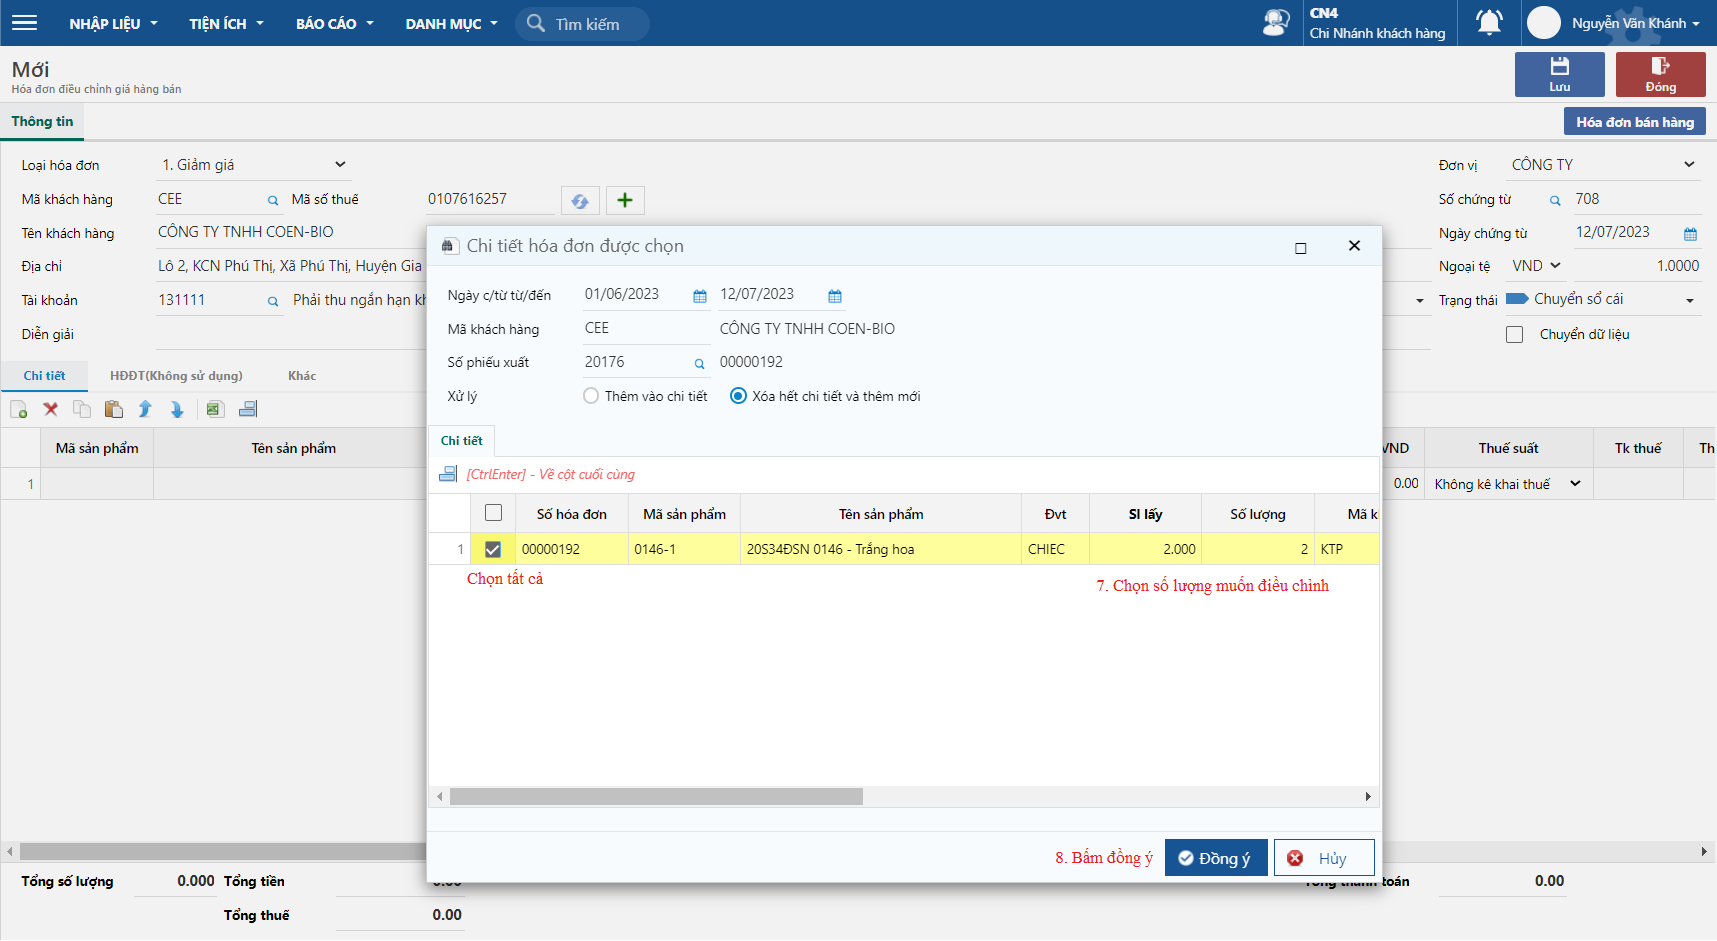 NHẬP LIỆU TIỆN ÍCH BÁO CÁO DANH MỤC Tìm kiếm
CN4
Chi Nhánh khách hàng
Nguyễn Văn Khánh
Mới
Hóa đơn điều chỉnh giá hàng bán
Lưu Đóng
Thông tin Hóa đơn bán hàng
Loại hóa đơn 1. Giảm giá Đơn vị CÔNG TY
Mã khách hàng CEE Mã số thuế 0107616257 Số chứng từ 708
Tên khách hàng CÔNG TY TNHH COEN-BIO Ngày chứng từ 12/07/2023
Địa chỉ Lô 2, KCN Phú Thị, Xã Phú Thị, Huyện Gia Ngoại tệ VND 1.0000
Tài khoản 131111 Phải thu ngắn hạn Trạng thái Chuyển sổ cái
Diễn giải Chuyển dữ liệu
Chi tiết HĐĐT(Không sử dụng) Khác
Mã sản phẩm Tên sản phẩm VND Thuế suất Tk thuế Th
1 0.00 Không kê khai thuế
Chi tiết hóa đơn được chọn
Ngày c/từ từ/đến 01/06/2023 12/07/2023
Mã khách hàng CEE CÔNG TY TNHH COEN-BIO
Số phiếu xuất 20176 00000192
Xử lý Thêm vào chi tiết Xóa hết chi tiết và thêm mới
Chi tiết
[CtrlEnter] - Về cột cuối cùng
Số hóa đơn Mã sản phẩm Tên sản phẩm Đvt Sl lấy Số lượng Mã
1 00000192 0146-1 20S34ĐSN 0146 - Trắng hoa CHIEC 2.000 2 KTP
Chọn tất cả
7. Chọn số lượng muốn điều chỉnh
8. Bấm đồng ý Đồng ý Hủy
Tổng số lượng 0.000 Tổng tiền 0.00 Tổng thanh toán 0.00
Tổng thuế 0.00